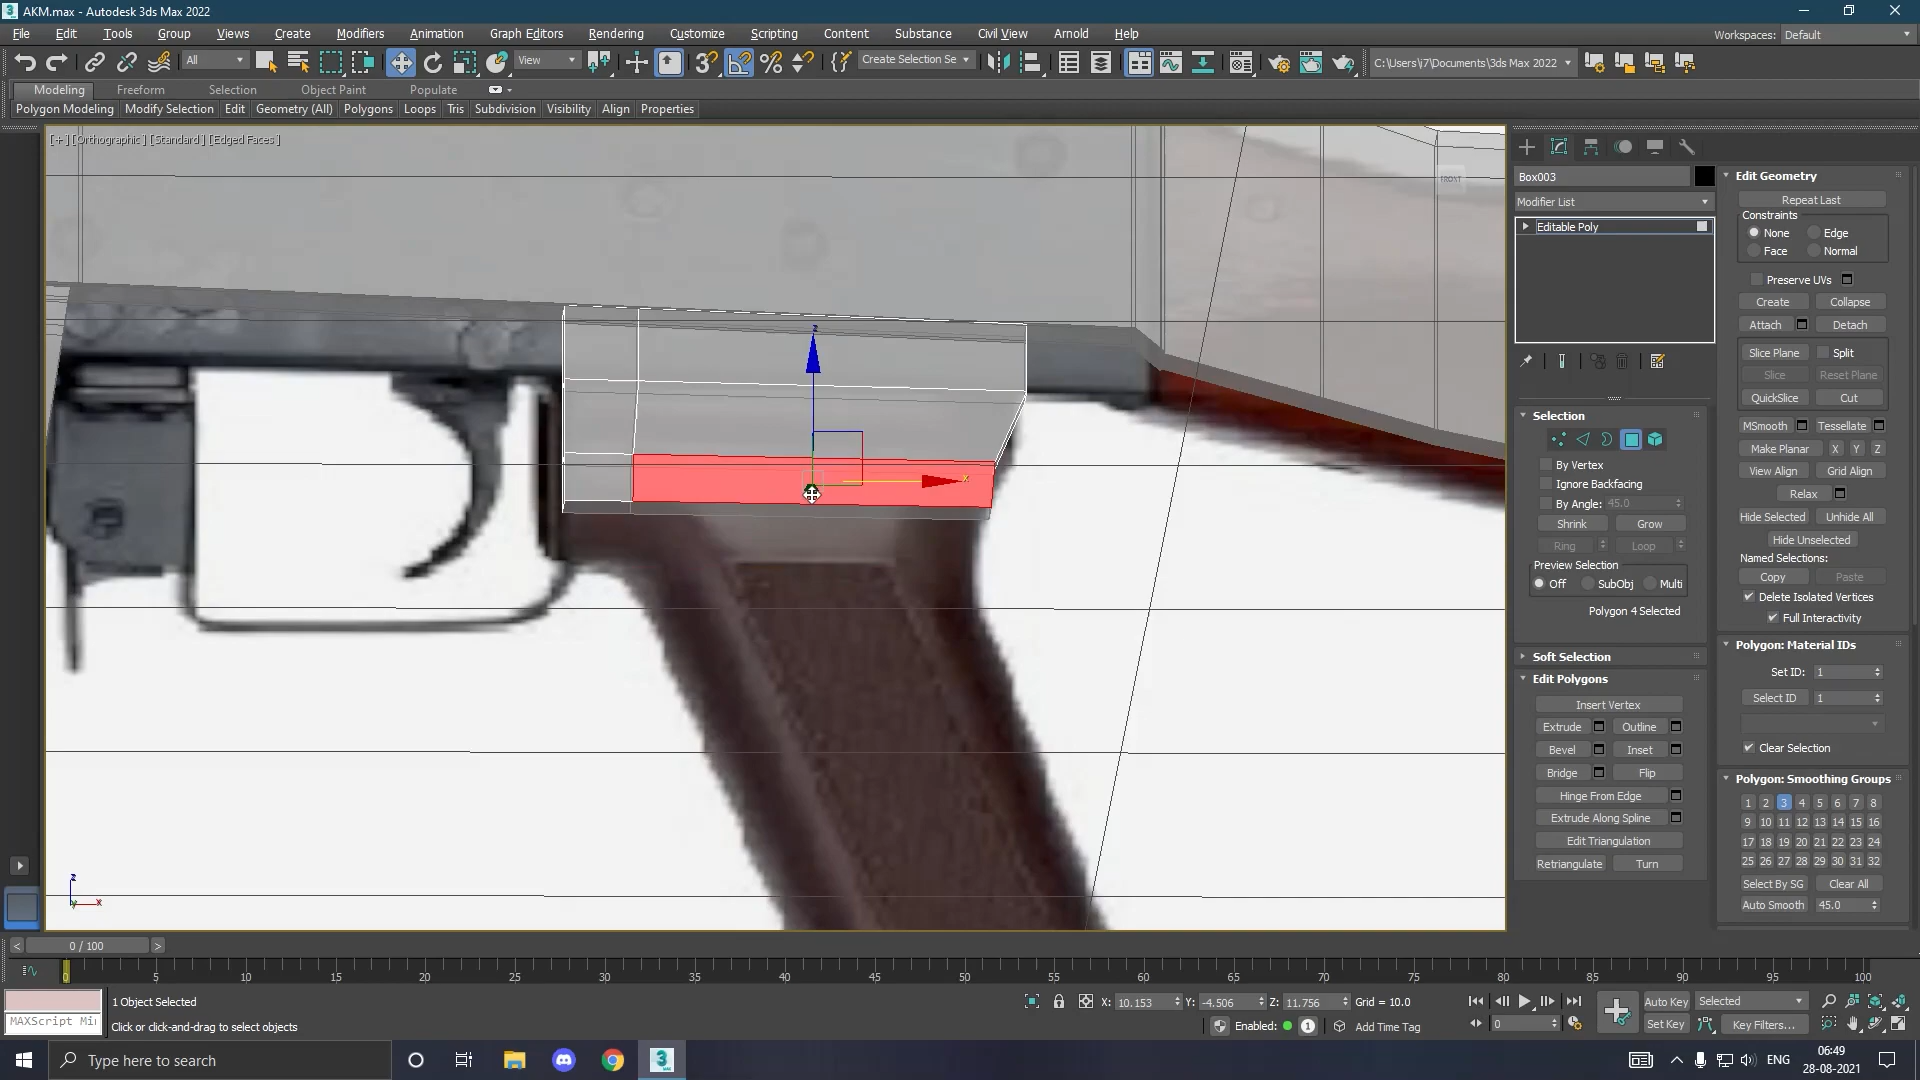 AKM.max - Autodesk 3ds Max 2022
File Edit Tools Group Views Create Modifiers Animation Graph Editors Rendering Customize Scripting Content Substance Civil View Arnold Help
Workspaces: Default
All View Create Selection Se C:\Users\i7\Documents\3ds Max 2022
Modeling Freeform Selection Object Paint Populate
Polygon Modeling Modify Selection Edit Geometry (All) Polygons Loops Tris Subdivision Visibility Align Properties
[+] [Orthographic] [Standard] [Edged Faces]
FRONT
z
x
z
x
Box003
Modifier List
Editable Poly
Selection
By Vertex
Ignore Backfacing
By Angle: 45.0
Shrink Grow
Ring Loop
Preview Selection
Off SubObj Multi
Polygon 4 Selected
Soft Selection
Edit Polygons
Insert Vertex
Extrude Outline
Bevel Inset
Bridge Flip
Hinge From Edge
Extrude Along Spline
Edit Triangulation
Retriangulate Turn
Edit Geometry
Repeat Last
Constraints
None Edge
Face Normal
Preserve UVs
Create Collapse
Attach Detach
Slice Plane Split
Slice Reset Plane
QuickSlice Cut
MSmooth Tessellate
Make Planar X Y Z
View Align Grid Align
Relax
Hide Selected Unhide All
Hide Unselected
Named Selections:
Copy Paste
Delete Isolated Vertices
Full Interactivity
Polygon: Material IDs
Set ID: 1
Select ID 1
Clear Selection
Polygon: Smoothing Groups
1 2 3 4 5 6 7 8
9 10 11 12 13 14 15 16
17 18 19 20 21 22 23 24
25 26 27 28 29 30 31 32
Select By SG Clear All
Auto Smooth 45.0
< 0 / 100 >
0 5 10 15 20 25 30 35 40 45 50 55 60 65 70 75 80 85 90 95 100
1 Object Selected
X: 10.153 Y: -4.506 Z: 11.756 Grid = 10.0
Auto Key Selected
MAXScript Mi
Click or click-and-drag to select objects
Enabled: 1 Add Time Tag
0
Set Key Key Filters...
Type here to search
3 MAX
ENG
06:49
28-08-2021